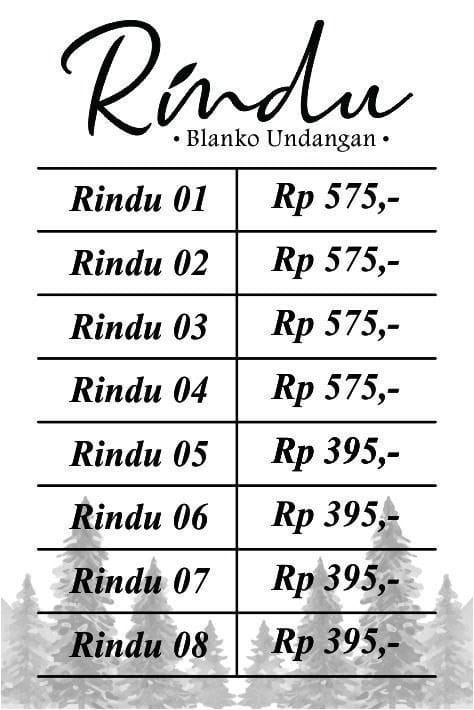 Rindu
• Blanko Undangan •
Rindu 01 Rp 575,-
Rindu 02 Rp 575,-
Rindu 03 Rp 575,-
Rindu 04 Rp 575,-
Rindu 05 Rp 395,-
Rindu 06 Rp 395,-
Rindu 07 Rp 395,-
Rindu 08 Rp 395,-